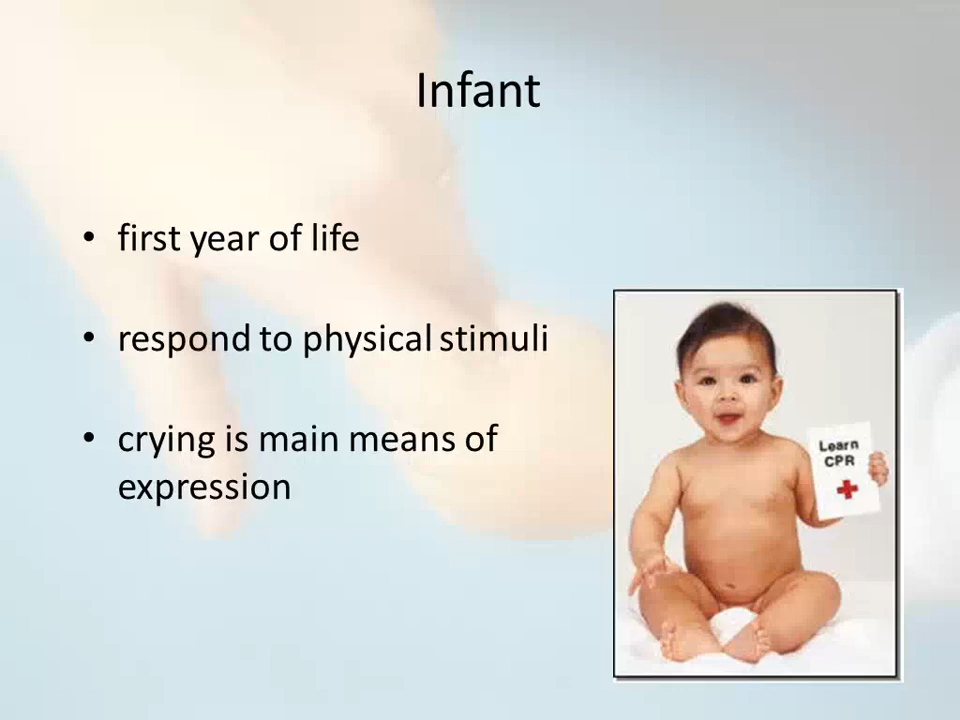 Infant
• first year of life
• respond to physical stimuli
• crying is main means of
expression
Learn
CPR